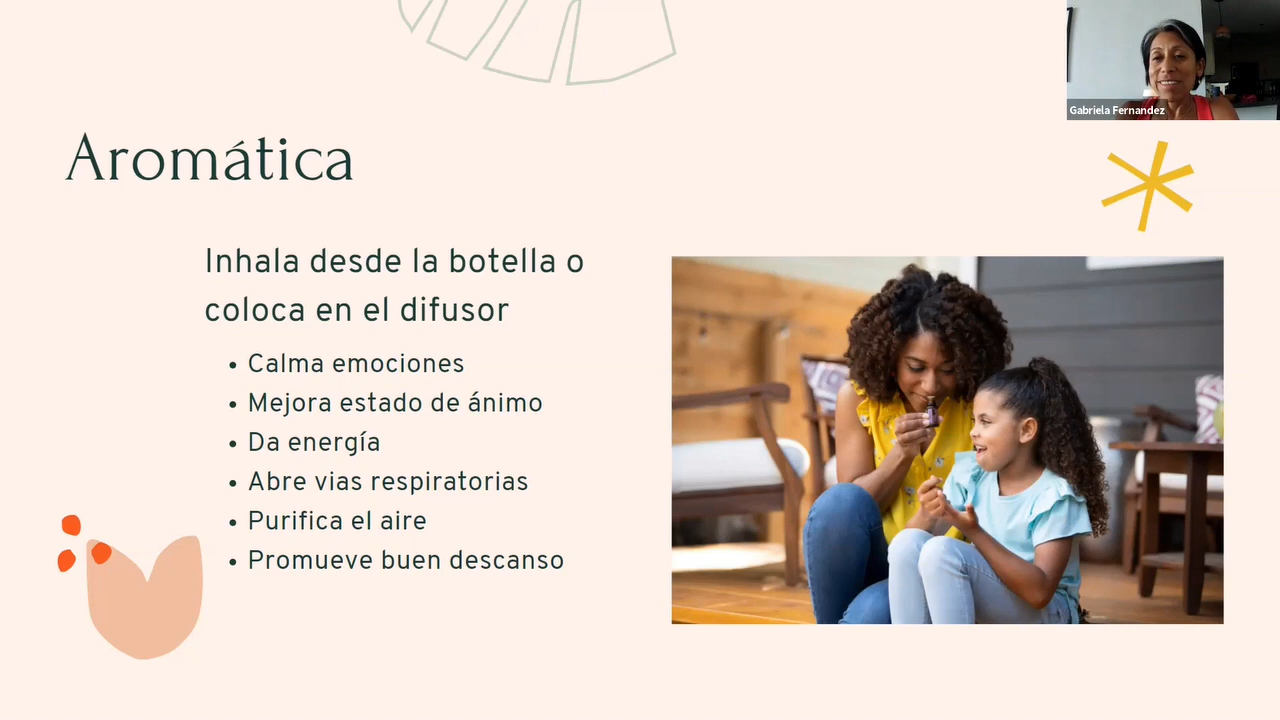 Gabriela Fernandez
Aromática
Inhala desde la botella o
coloca en el difusor
• Calma emociones
• Mejora estado de ánimo
• Da energía
• Abre vias respiratorias
• Purifica el aire
• Promueve buen descanso